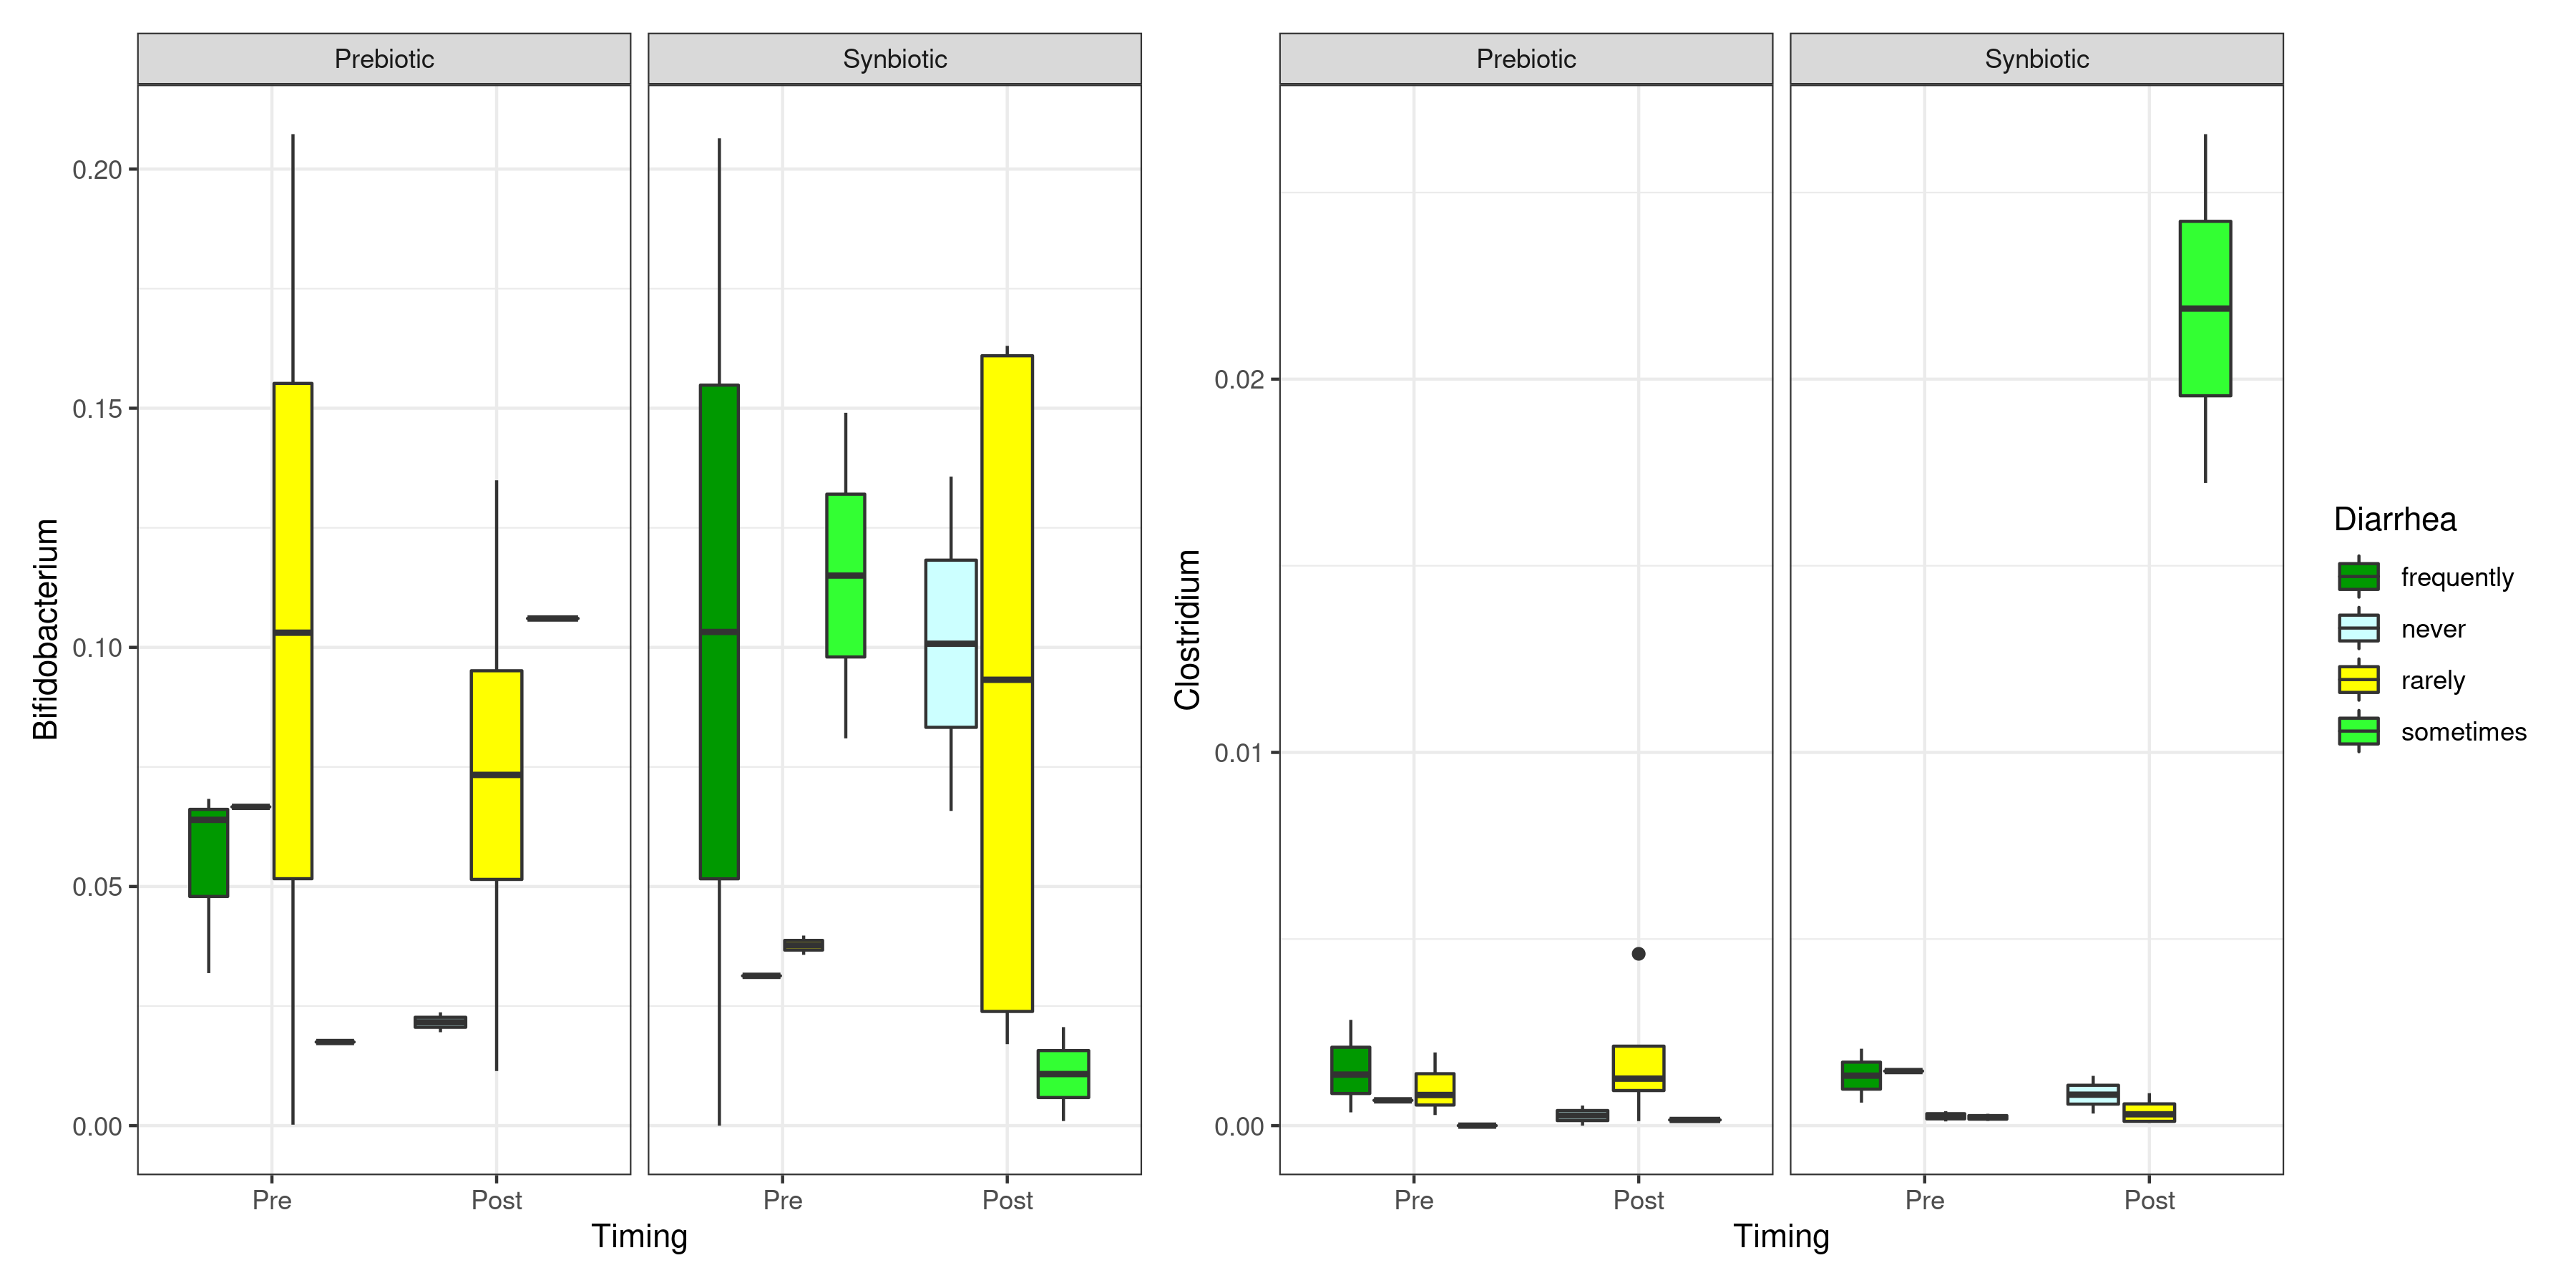 Prebiotic
Synbiotic
Bifidobacterium
0.20
0.15
0.10
0.05
0.00
Pre
Post
Pre
Post
Timing
Prebiotic
Synbiotic
Clostridium
0.02
0.01
0.00
Pre
Post
Pre
Post
Timing
Diarrhea
frequently
never
rarely
sometimes